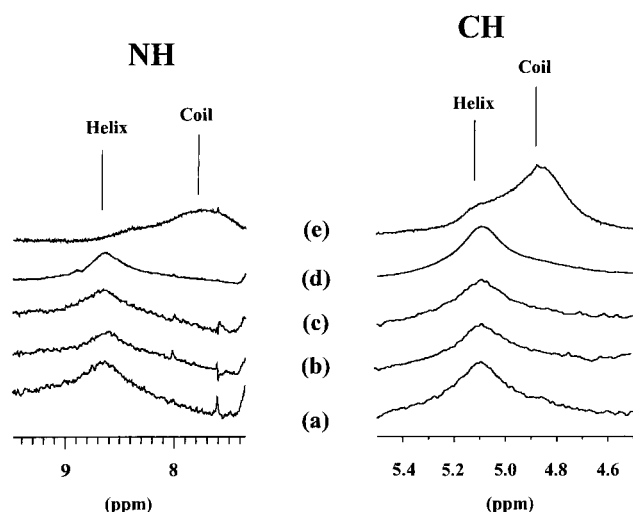 NH
CH
Helix
Coil
Helix
Coil
(e)
(d)
(c)
(b)
(a)
9
8
5.4
5.2
5.0
4.8
4.6
(ppm)
(ppm)